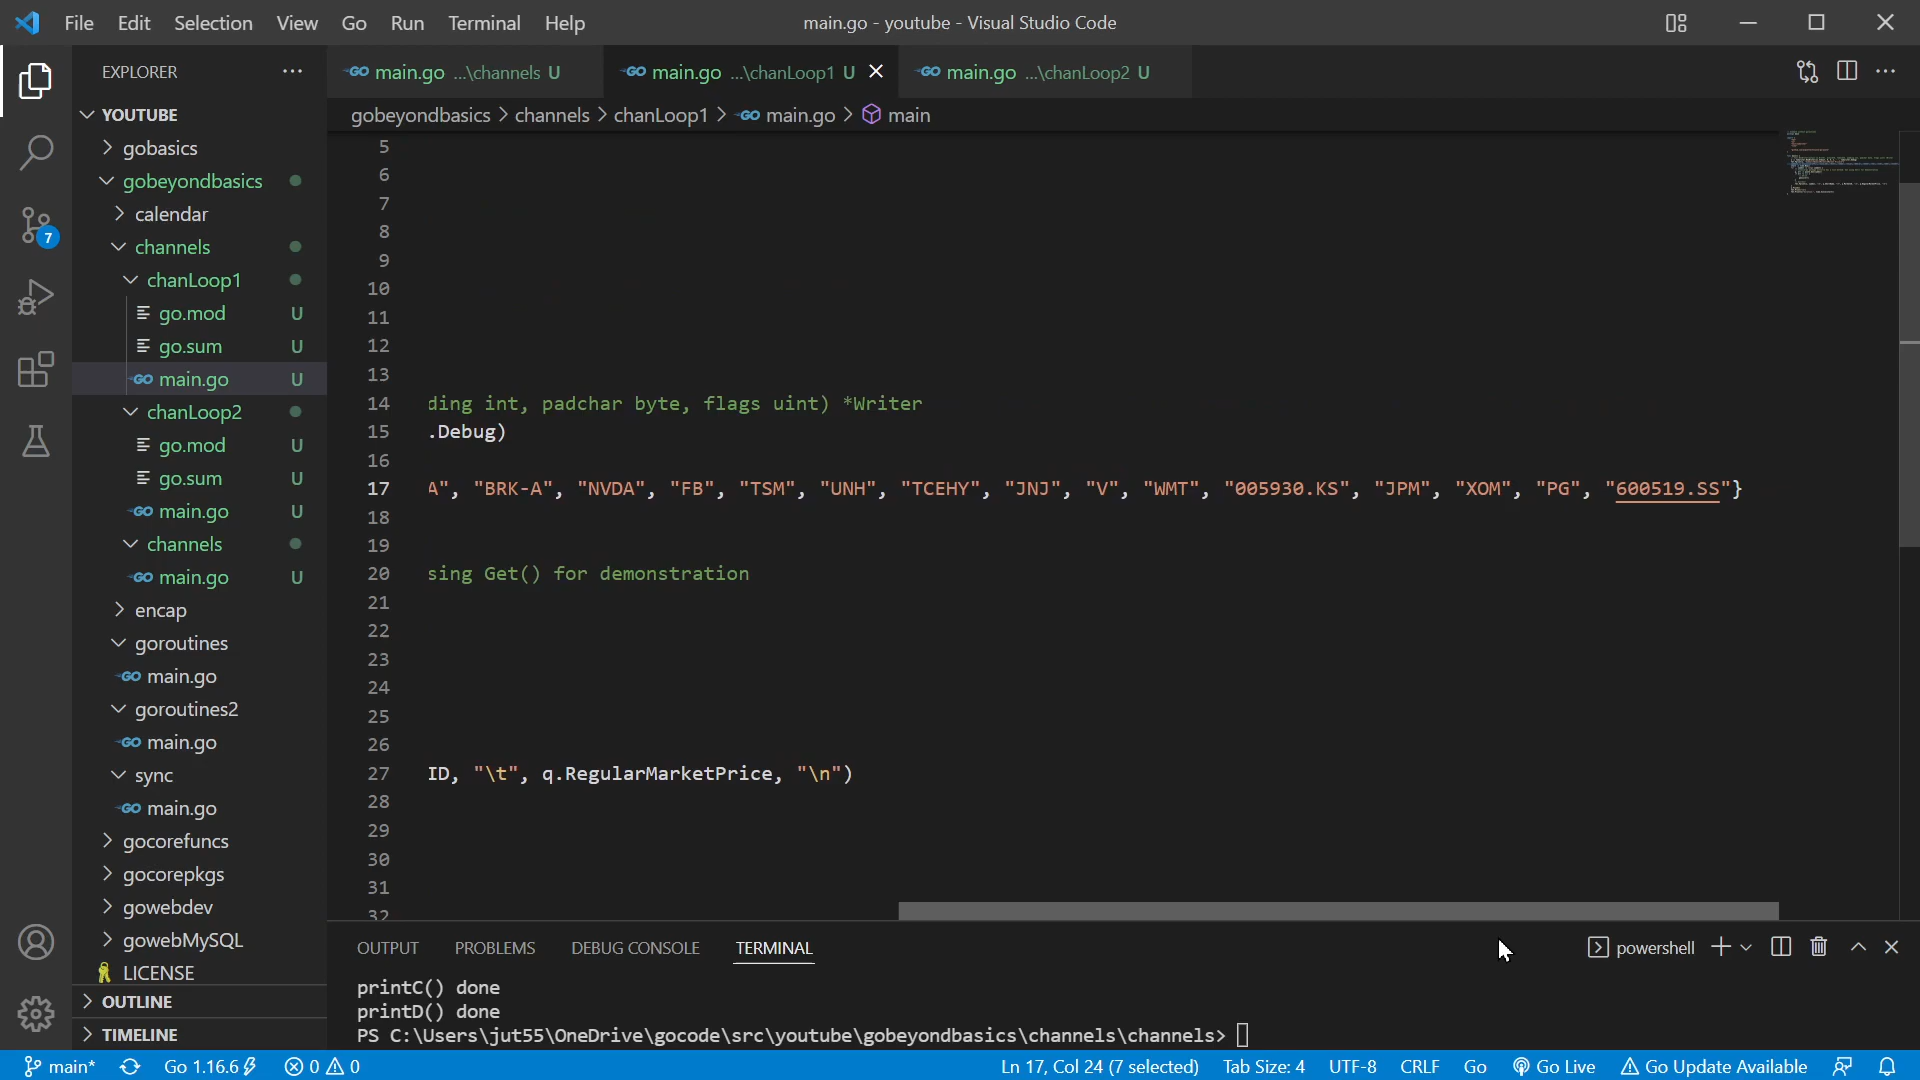 File Edit Selection View Go Run Terminal Help
main.go - youtube - Visual Studio Code
EXPLORER
main.go ...\channels U
main.go ...\chanLoop1 U
main.go ...\chanLoop2 U
gobeyondbasics > channels > chanLoop1 > main.go > main
YOUTUBE
gobasics
gobeyondbasics
calendar
channels
chanLoop1
go.mod U
go.sum U
main.go U
chanLoop2
go.mod U
go.sum U
main.go U
channels
main.go U
encap
goroutines
main.go
goroutines2
main.go
sync
main.go
gocorefuncs
gocorepkgs
gowebdev
gowebMySQL
LICENSE
OUTLINE
TIMELINE
7
5
6
7
8
9
10
11
12
13
14 ding int, padchar byte, flags uint) *Writer
15 .Debug)
16
17 A", "BRK-A", "NVDA", "FB", "TSM", "UNH", "TCEHY", "JNJ", "V", "WMT", "005930.KS", "JPM", "XOM", "PG", "600519.SS"}
18
19
20 sing Get() for demonstration
21
22
23
24
25
26
27 ID, "\t", q.RegularMarketPrice, "\n")
28
29
30
31
32
OUTPUT PROBLEMS DEBUG CONSOLE TERMINAL
powershell
printC() done
printD() done
PS C:\Users\jut55\OneDrive\gocode\src\youtube\gobeyondbasics\channels\channels>
main* Go 1.16.6 0 0 Ln 17, Col 24 (7 selected) Tab Size: 4 UTF-8 CRLF Go Go Live Go Update Available